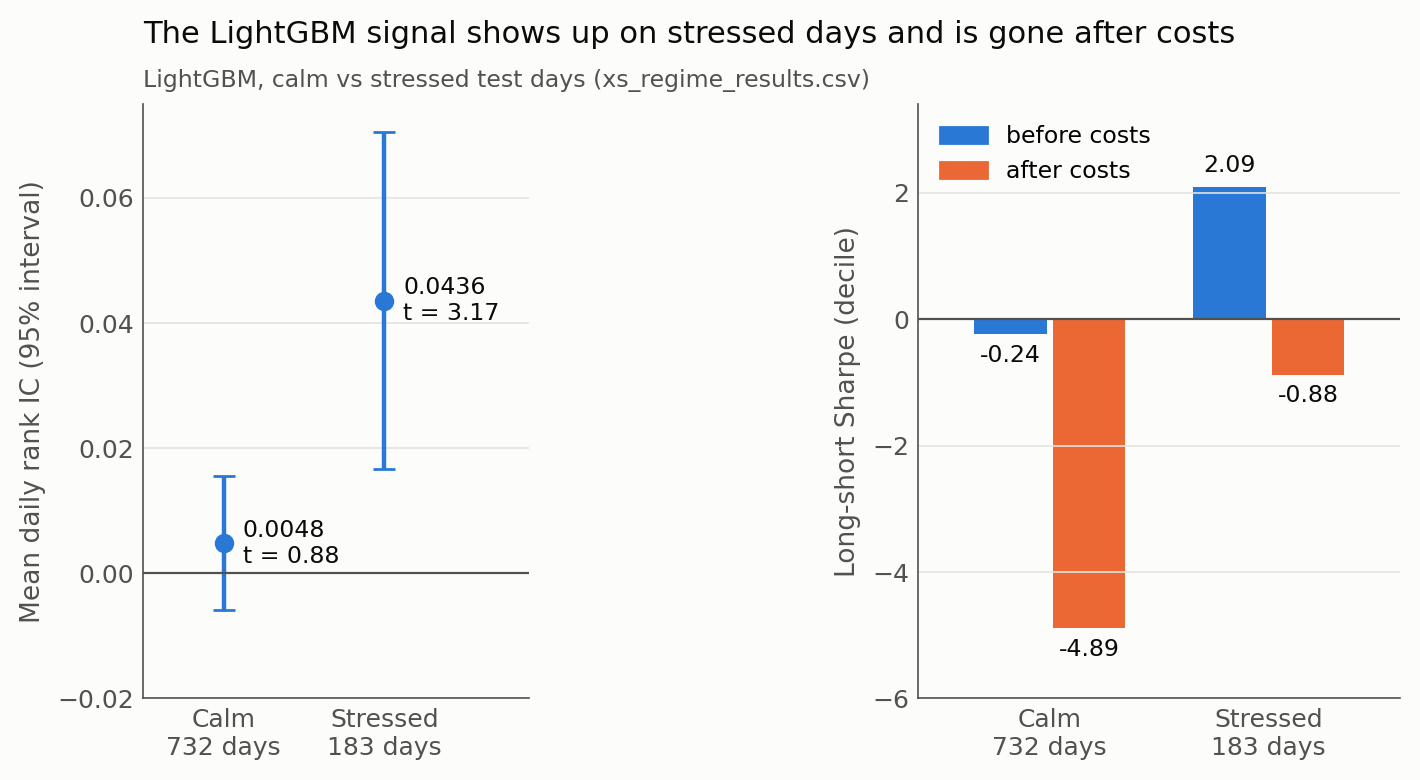 The LightGBM signal shows up on stressed days and is gone after costs
LightGBM, calm vs stressed test days (xs_regime_results.csv)
Mean daily rank IC (95% interval)
0.06
0.04
0.02
0.00
−0.02
0.0048
t = 0.88
0.0436
t = 3.17
Calm
732 days
Stressed
183 days
Long-short Sharpe (decile)
2
0
−2
−4
−6
before costs
after costs
-0.24
-4.89
2.09
-0.88
Calm
732 days
Stressed
183 days